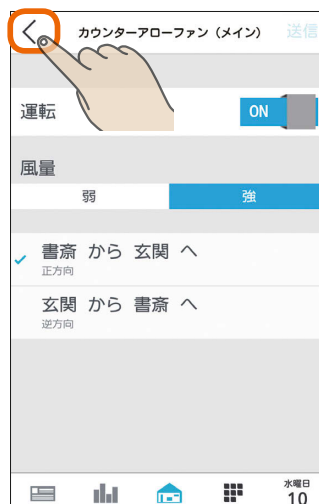 カウンターアローファン（メイン） 送信
運転 ON
風量
弱 強
書斎 から 玄関 へ
正方向
玄関 から 書斎 へ
逆方向
水曜日
10